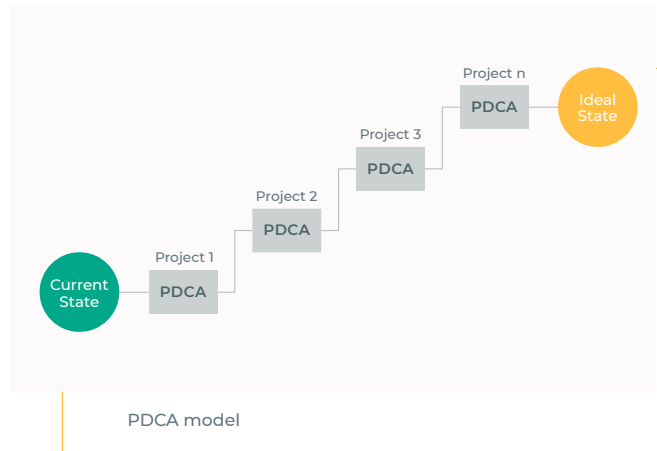 Project n
PDCA
Ideal
State
Project 3
PDCA
Project 2
PDCA
Project 1
PDCA
Current
State
PDCA model